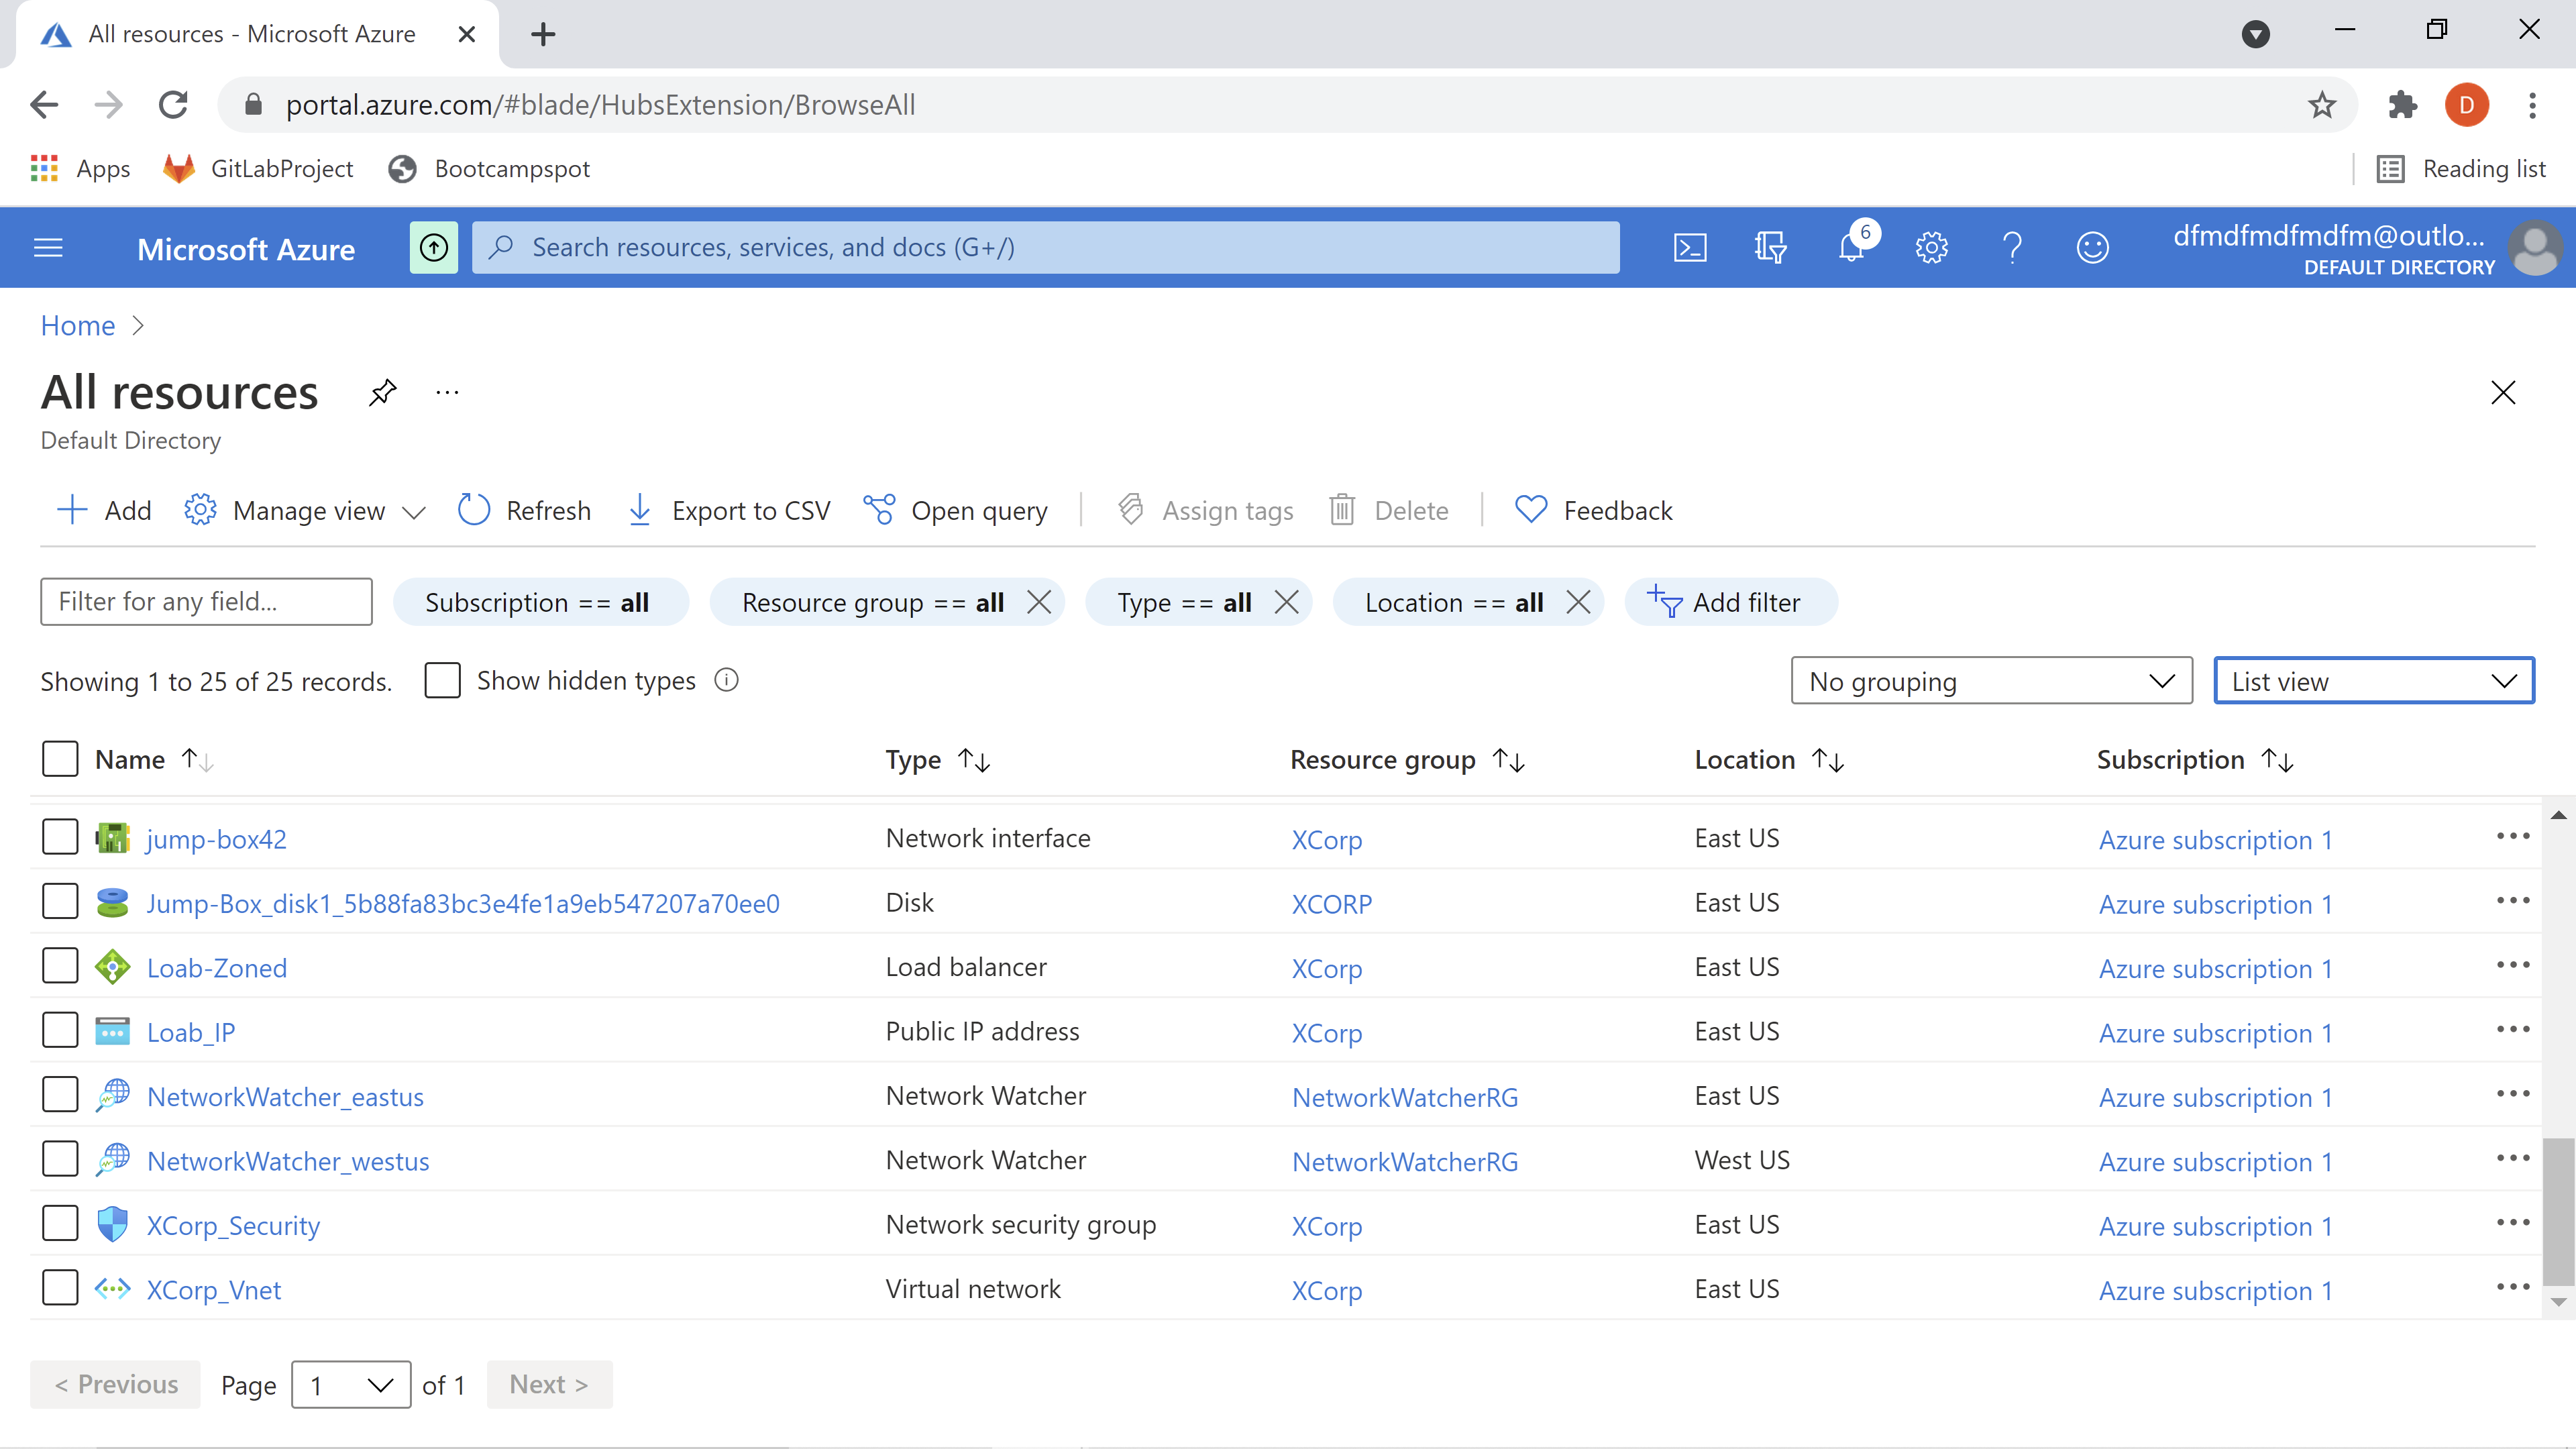 All resources - Microsoft Azure
portal.azure.com/#blade/HubsExtension/BrowseAll
D
Apps GitLabProject Bootcampspot Reading list
Microsoft Azure Search resources, services, and docs (G+/) 6 dfmdfmdfmdfm@outlo...
DEFAULT DIRECTORY
Home >
All resources ...
Default Directory
Add Manage view Refresh Export to CSV Open query Assign tags Delete Feedback
Filter for any field... Subscription == all Resource group == all Type == all Location == all Add filter
Showing 1 to 25 of 25 records. Show hidden types No grouping List view
Name Type Resource group Location Subscription
jump-box42 Network interface XCorp East US Azure subscription 1
Jump-Box_disk1_5b88fa83bc3e4fe1a9eb547207a70ee0 Disk XCORP East US Azure subscription 1
Loab-Zoned Load balancer XCorp East US Azure subscription 1
Loab_IP Public IP address XCorp East US Azure subscription 1
NetworkWatcher_eastus Network Watcher NetworkWatcherRG East US Azure subscription 1
NetworkWatcher_westus Network Watcher NetworkWatcherRG West US Azure subscription 1
XCorp_Security Network security group XCorp East US Azure subscription 1
XCorp_Vnet Virtual network XCorp East US Azure subscription 1
< Previous Page 1 of 1 Next >